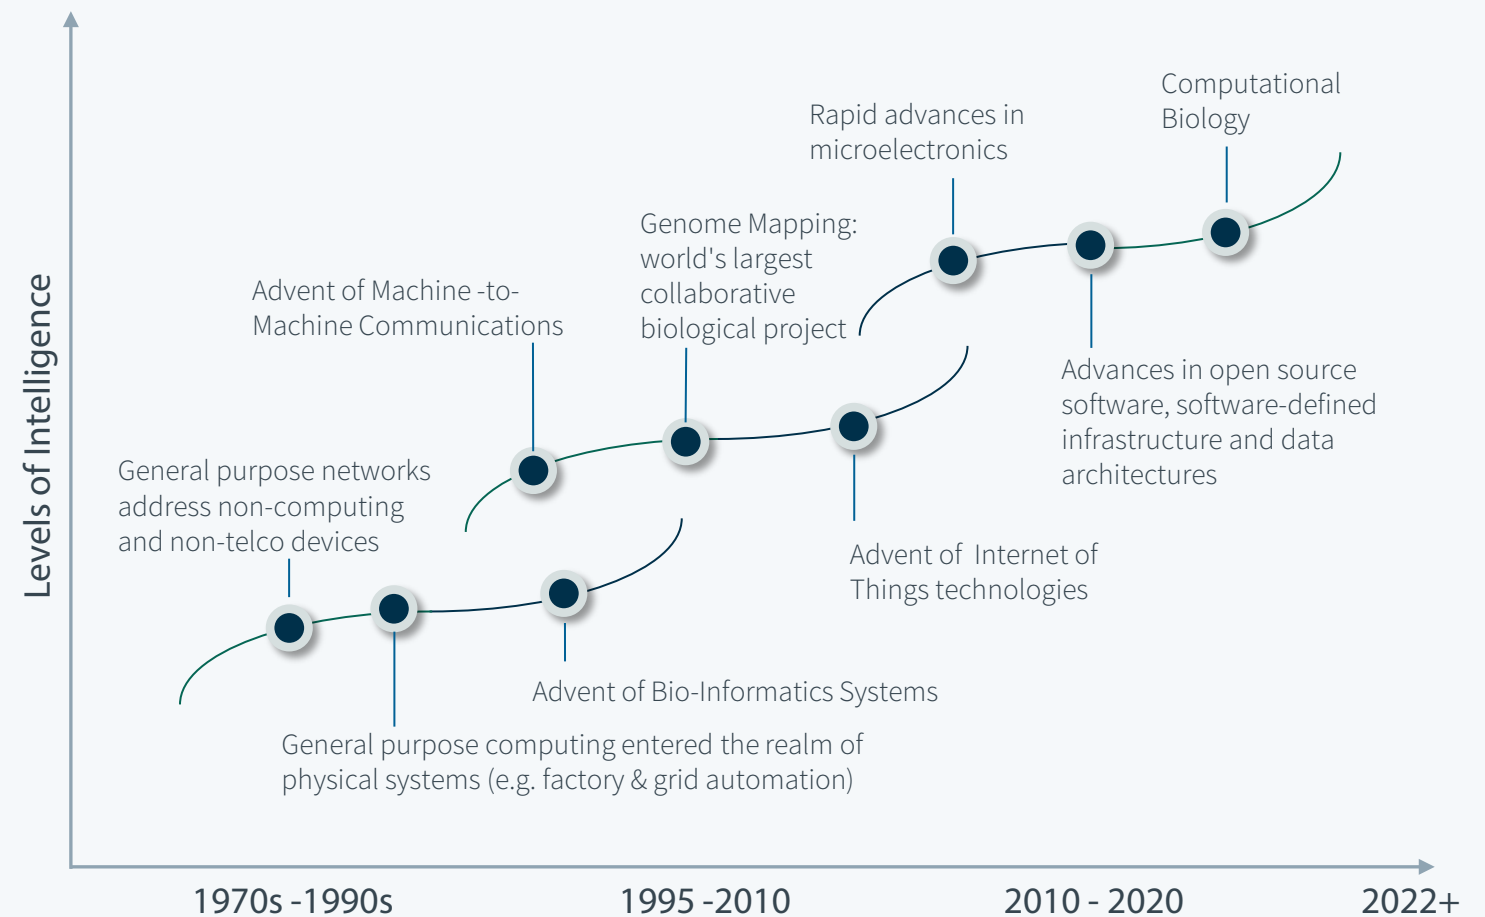 Computational
Biology
Rapid advances in
microelectronics
Genome Mapping:
world's largest
collaborative
biological project
Advent of Machine -to-
Machine Communications
Levels of Intelligence
General purpose networks
address non-computing
and non-telco devices
Advances in open source
software, software-defined
infrastructure and data
architectures
Advent of  Internet of
Things technologies
Advent of Bio-Informatics Systems
General purpose computing entered the realm of
physical systems (e.g. factory & grid automation)
1970s -1990s
1995 -2010
2010 - 2020
2022+